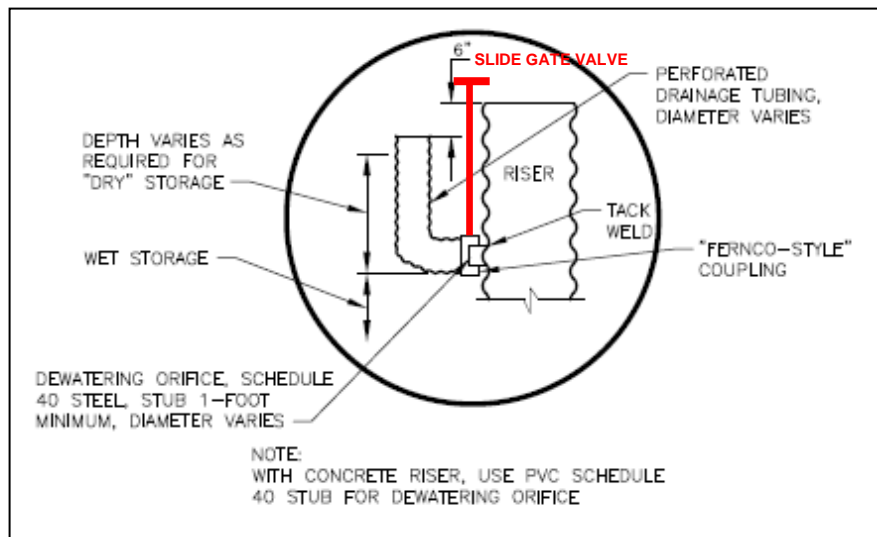 6"
SLIDE GATE VALVE
PERFORATED
DRAINAGE TUBING,
DIAMETER VARIES
DEPTH VARIES AS
REQUIRED FOR
"DRY" STORAGE
RISER
TACK
WELD
WET STORAGE
"FERNCO-STYLE"
COUPLING
DEWATERING ORIFICE, SCHEDULE
40 STEEL, STUB 1-FOOT
MINIMUM, DIAMETER VARIES
NOTE:
WITH CONCRETE RISER, USE PVC SCHEDULE
40 STUB FOR DEWATERING ORIFICE